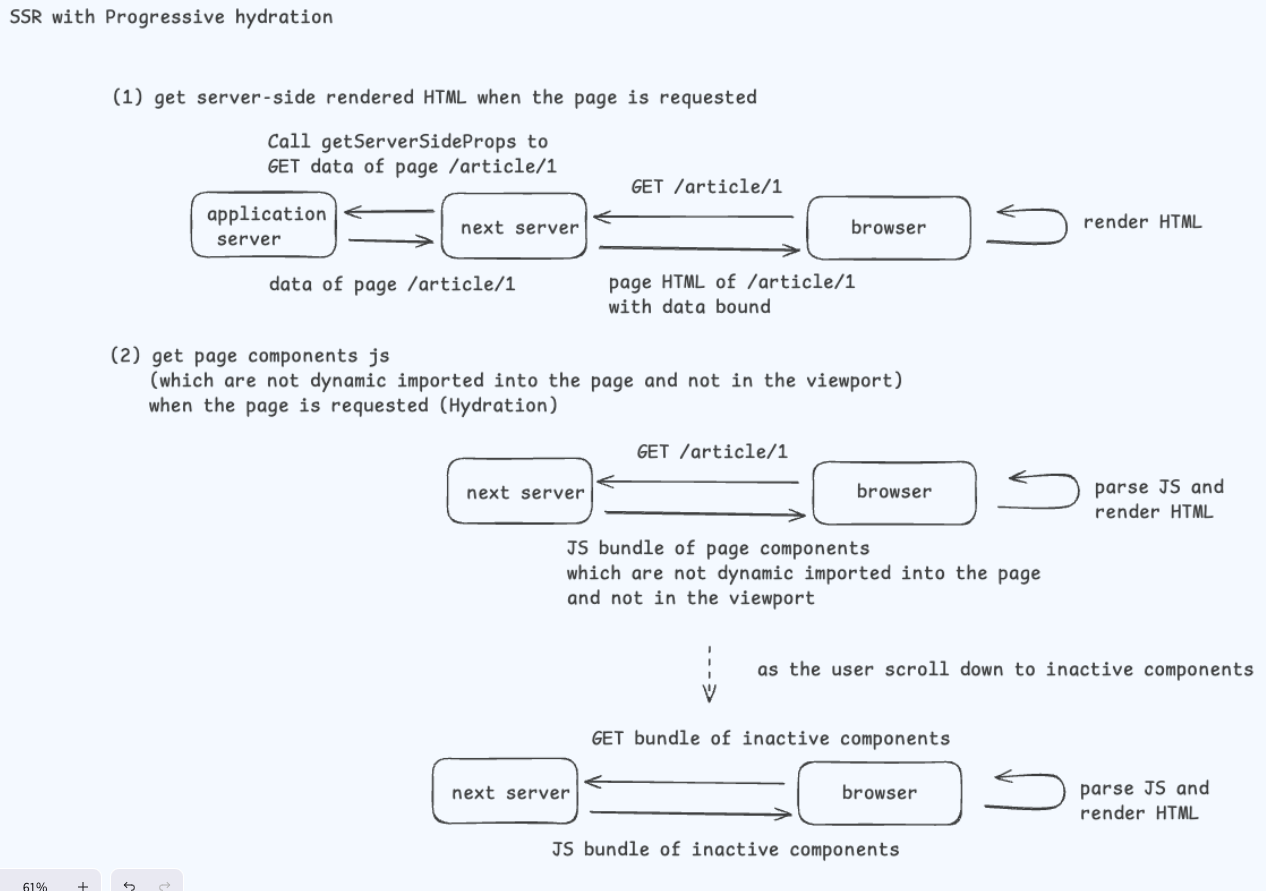 SSR with Progressive hydration
(1) get server-side rendered HTML when the page is requested
Call getServerSideProps to
GET data of page /article/1
GET /article/1
application
server
next server
browser
render HTML
data of page /article/1
page HTML of /article/1
with data bound
(2) get page components js
(which are not dynamic imported into the page and not in the viewport)
when the page is requested (Hydration)
GET /article/1
next server
browser
parse JS and
render HTML
JS bundle of page components
which are not dynamic imported into the page
and not in the viewport
as the user scroll down to inactive components
GET bundle of inactive components
next server
browser
parse JS and
render HTML
JS bundle of inactive components
61% +